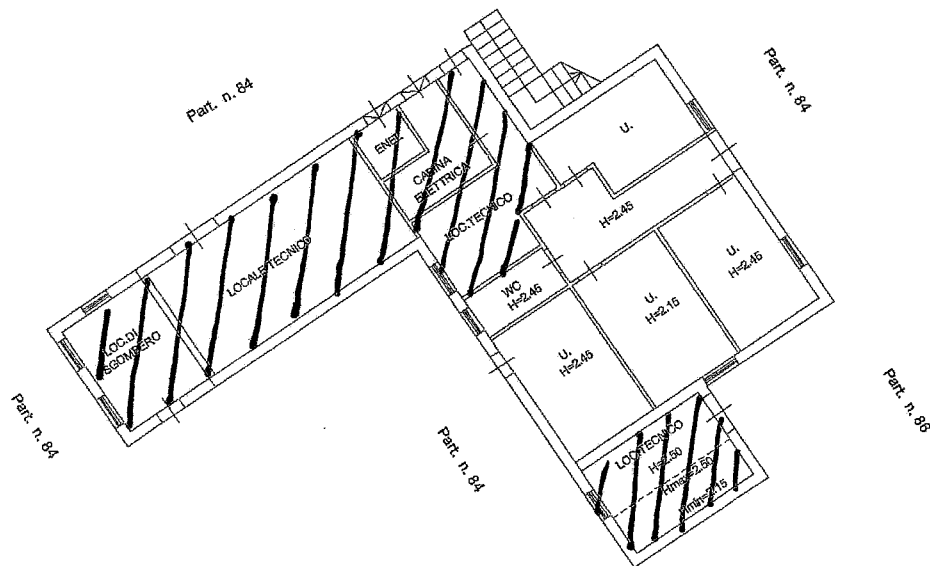 Part. n. 84
Part. n. 84
U.
ENEL
CABINA
ELETTRICA
LOC.TECNICO
H=2.45
LOCALE TECNICO
U.
H=2.45
WC
H=2.45
U.
H=2.15
LOC.DI
SGOMBERO
U.
H=2.45
Part. n. 84
Part. n. 84
Part. n. 86
LOC.TECNICO
H=2.50
Hmax=2.50
Hmin=2.15